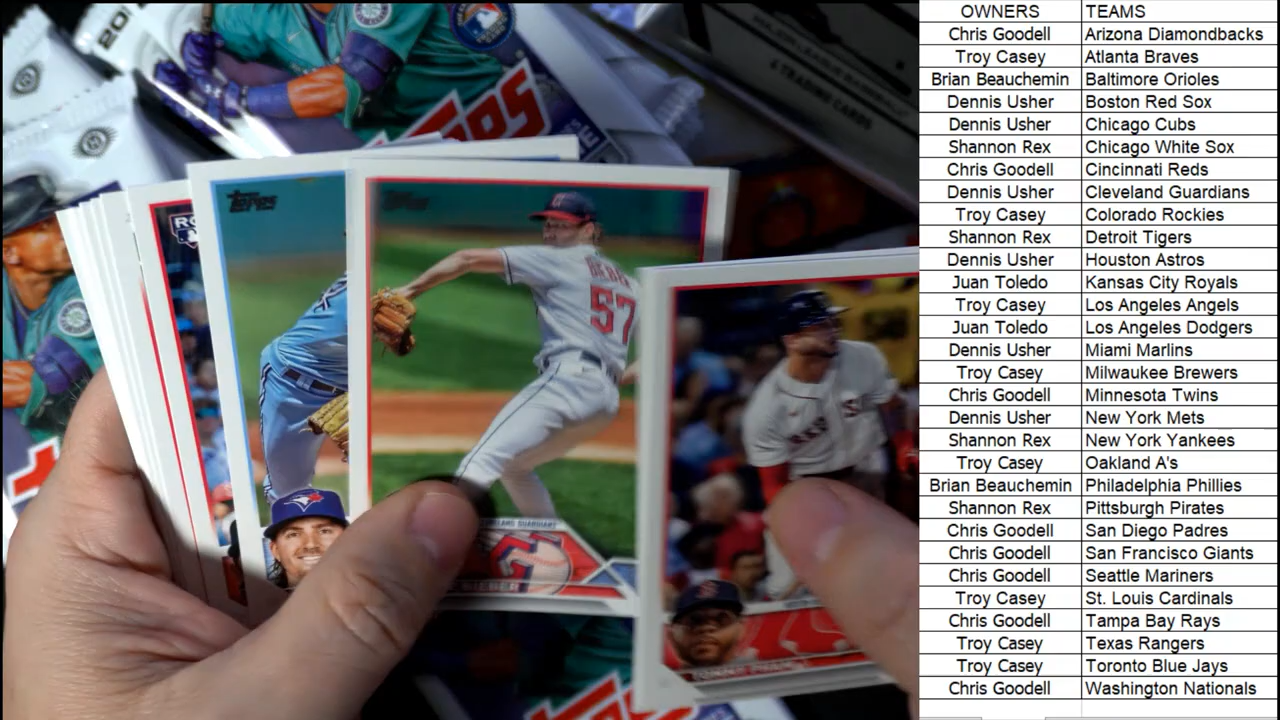 OWNERS TEAMS
Chris Goodell Arizona Diamondbacks
Troy Casey Atlanta Braves
Brian Beauchemin Baltimore Orioles
Dennis Usher Boston Red Sox
Dennis Usher Chicago Cubs
Shannon Rex Chicago White Sox
Chris Goodell Cincinnati Reds
Dennis Usher Cleveland Guardians
Troy Casey Colorado Rockies
Shannon Rex Detroit Tigers
Dennis Usher Houston Astros
Juan Toledo Kansas City Royals
Troy Casey Los Angeles Angels
Juan Toledo Los Angeles Dodgers
Dennis Usher Miami Marlins
Troy Casey Milwaukee Brewers
Chris Goodell Minnesota Twins
Dennis Usher New York Mets
Shannon Rex New York Yankees
Troy Casey Oakland A's
Brian Beauchemin Philadelphia Phillies
Shannon Rex Pittsburgh Pirates
Chris Goodell San Diego Padres
Chris Goodell San Francisco Giants
Chris Goodell Seattle Mariners
Troy Casey St. Louis Cardinals
Chris Goodell Tampa Bay Rays
Troy Casey Texas Rangers
Troy Casey Toronto Blue Jays
Chris Goodell Washington Nationals
20
TOPPS
TRADING CARDS
Topps
57
CLEVELAND GUARDIANS
BIEBER